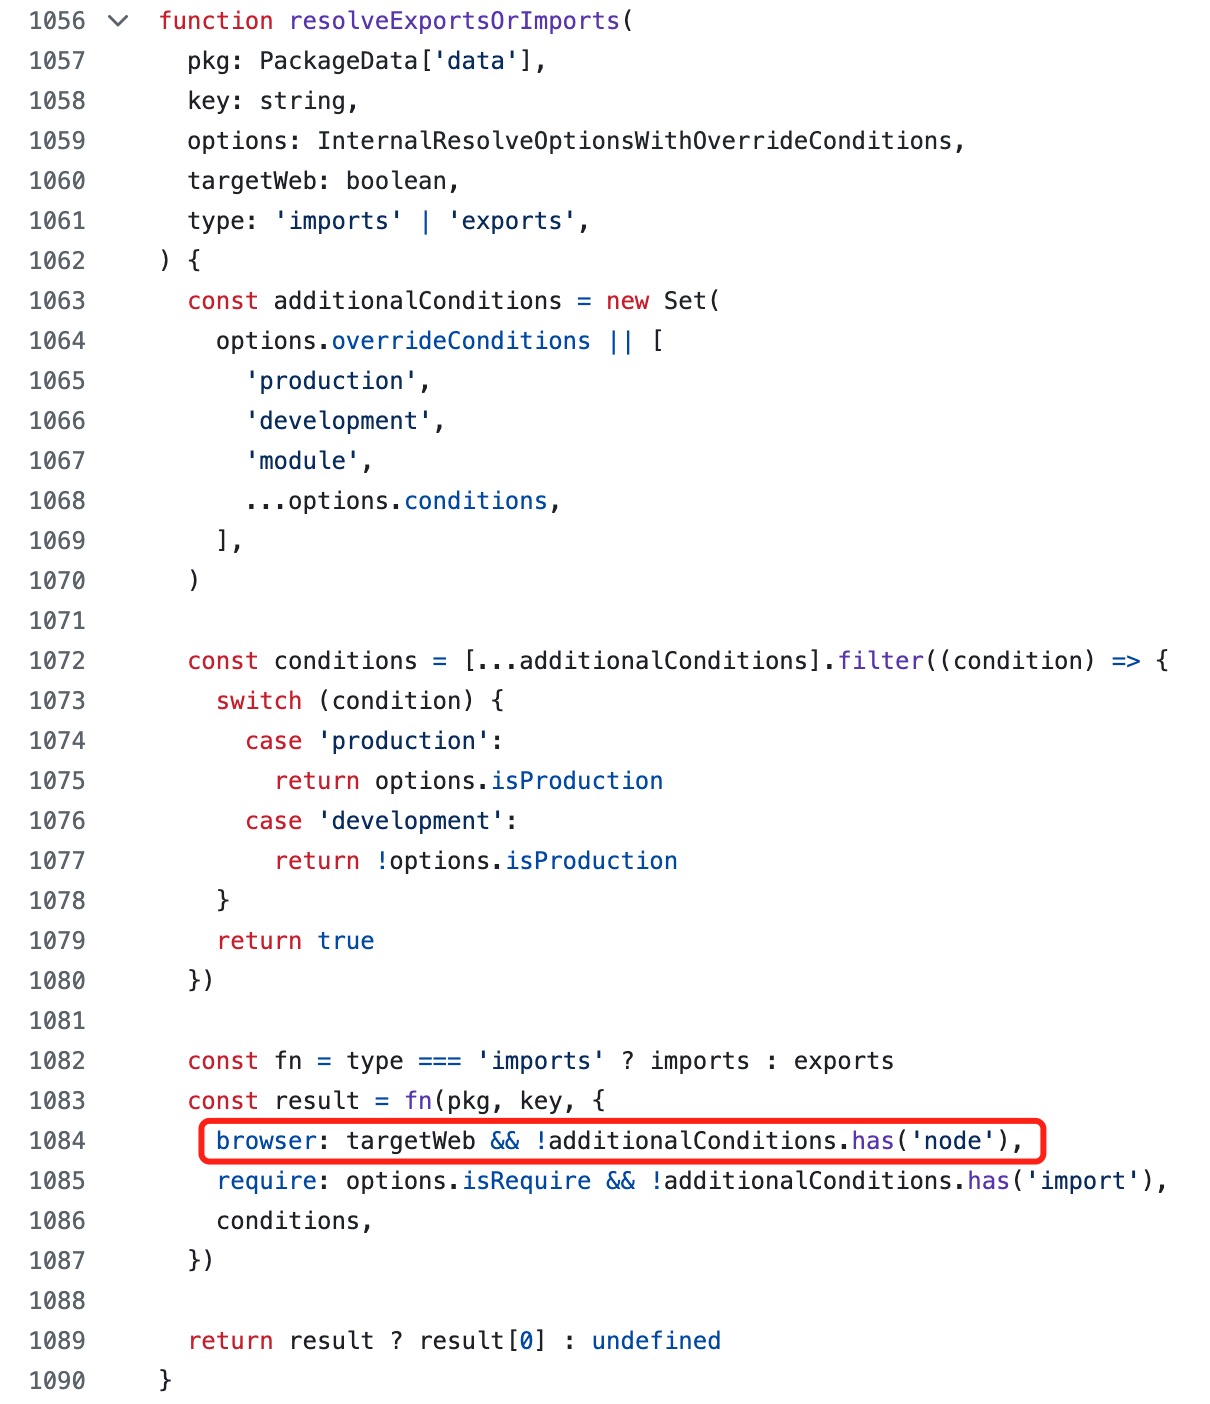 1056 function resolveExportsOrImports(
1057 pkg: PackageData['data'],
1058 key: string,
1059 options: InternalResolveOptionsWithOverrideConditions,
1060 targetWeb: boolean,
1061 type: 'imports' | 'exports',
1062 ) {
1063 const additionalConditions = new Set(
1064 options.overrideConditions || [
1065 'production',
1066 'development',
1067 'module',
1068 ...options.conditions,
1069 ],
1070 )
1071
1072 const conditions = [...additionalConditions].filter((condition) => {
1073 switch (condition) {
1074 case 'production':
1075 return options.isProduction
1076 case 'development':
1077 return !options.isProduction
1078 }
1079 return true
1080 })
1081
1082 const fn = type === 'imports' ? imports : exports
1083 const result = fn(pkg, key, {
1084 browser: targetWeb && !additionalConditions.has('node'),
1085 require: options.isRequire && !additionalConditions.has('import'),
1086 conditions,
1087 })
1088
1089 return result ? result[0] : undefined
1090 }